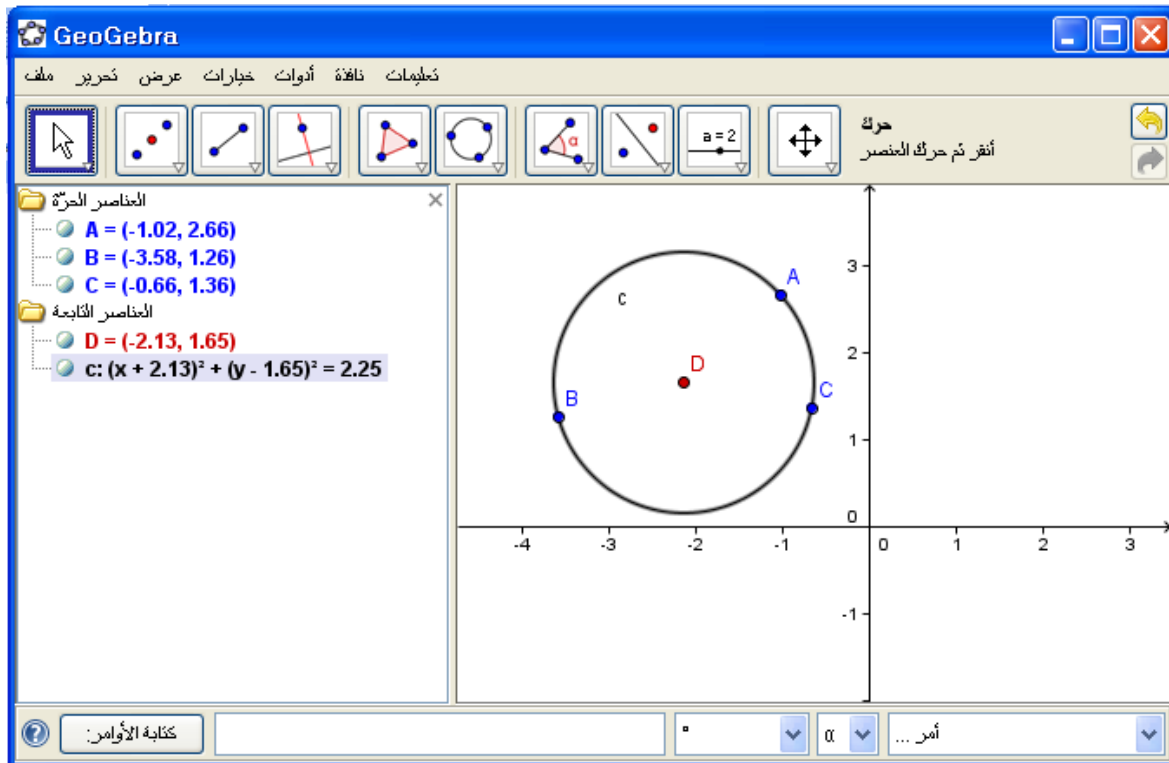 GeoGebra
ملف تحرير عرض خيارات أدوات نافذة تعليمات
α
a = 2
حرك
أنقر ثم حرك العنصر
العناصر الحرّة
A = (-1.02, 2.66)
B = (-3.58, 1.26)
C = (-0.66, 1.36)
العناصر التابعة
D = (-2.13, 1.65)
c: (x + 2.13)² + (y - 1.65)² = 2.25
c
A
B
C
D
3
2
1
0
-1
-4 -3 -2 -1 0 1 2 3
كتابة الأوامر:
° α أمر ...